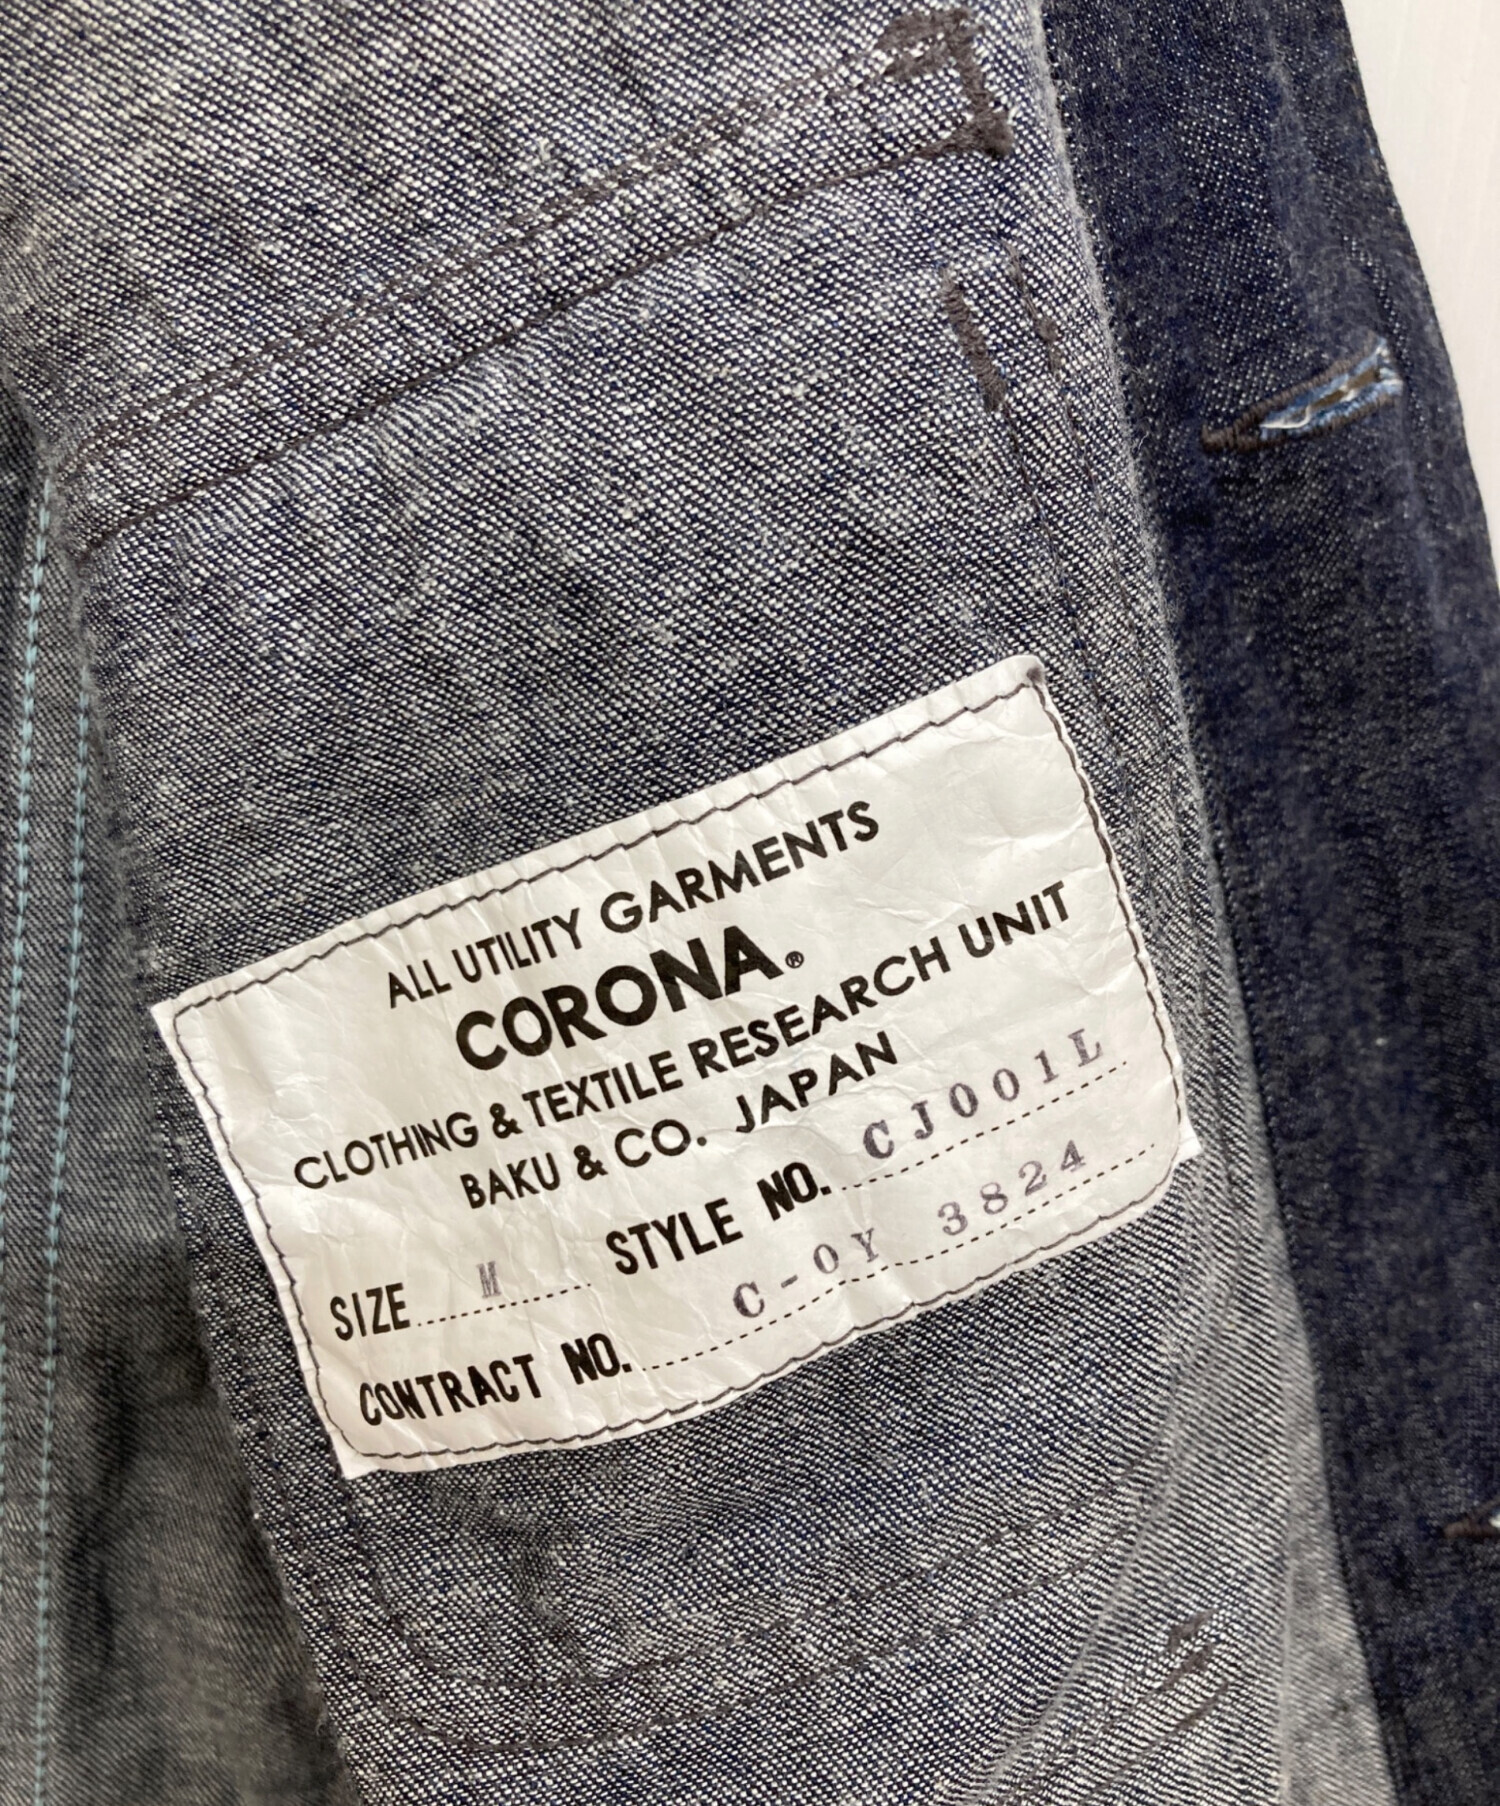 ALL UTILITY GARMENTS
CORONA®
CLOTHING & TEXTILE RESEARCH UNIT
BAKU & CO. JAPAN
SIZE M STYLE NO. CJ001L
CONTRACT NO. C-OY 3824